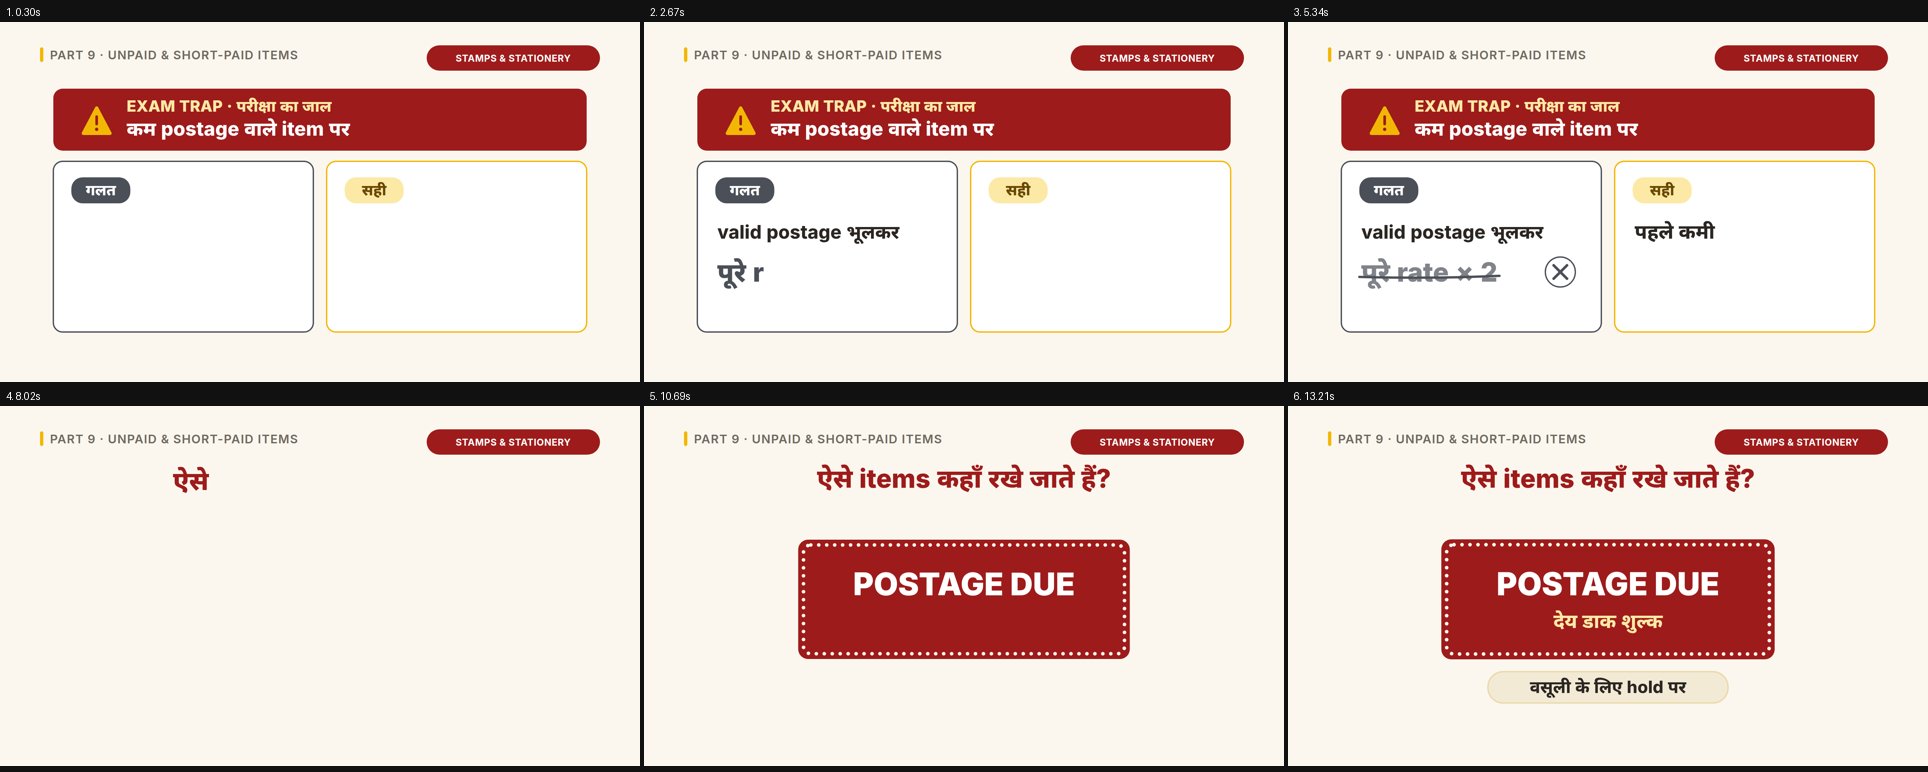 1. 0.30s
PART 9 · UNPAID & SHORT-PAID ITEMS
STAMPS & STATIONERY
EXAM TRAP · परीक्षा का जाल
कम postage वाले item पर
गलत
सही
2. 2.67s
PART 9 · UNPAID & SHORT-PAID ITEMS
STAMPS & STATIONERY
EXAM TRAP · परीक्षा का जाल
कम postage वाले item पर
गलत
valid postage भूलकर
पूरे r
सही
3. 5.34s
PART 9 · UNPAID & SHORT-PAID ITEMS
STAMPS & STATIONERY
EXAM TRAP · परीक्षा का जाल
कम postage वाले item पर
गलत
valid postage भूलकर
पूरे rate × 2
सही
पहले कमी
4. 8.02s
PART 9 · UNPAID & SHORT-PAID ITEMS
STAMPS & STATIONERY
ऐसे
5. 10.69s
PART 9 · UNPAID & SHORT-PAID ITEMS
STAMPS & STATIONERY
ऐसे items कहाँ रखे जाते हैं?
POSTAGE DUE
6. 13.21s
PART 9 · UNPAID & SHORT-PAID ITEMS
STAMPS & STATIONERY
ऐसे items कहाँ रखे जाते हैं?
POSTAGE DUE
देय डाक शुल्क
वसूली के लिए hold पर